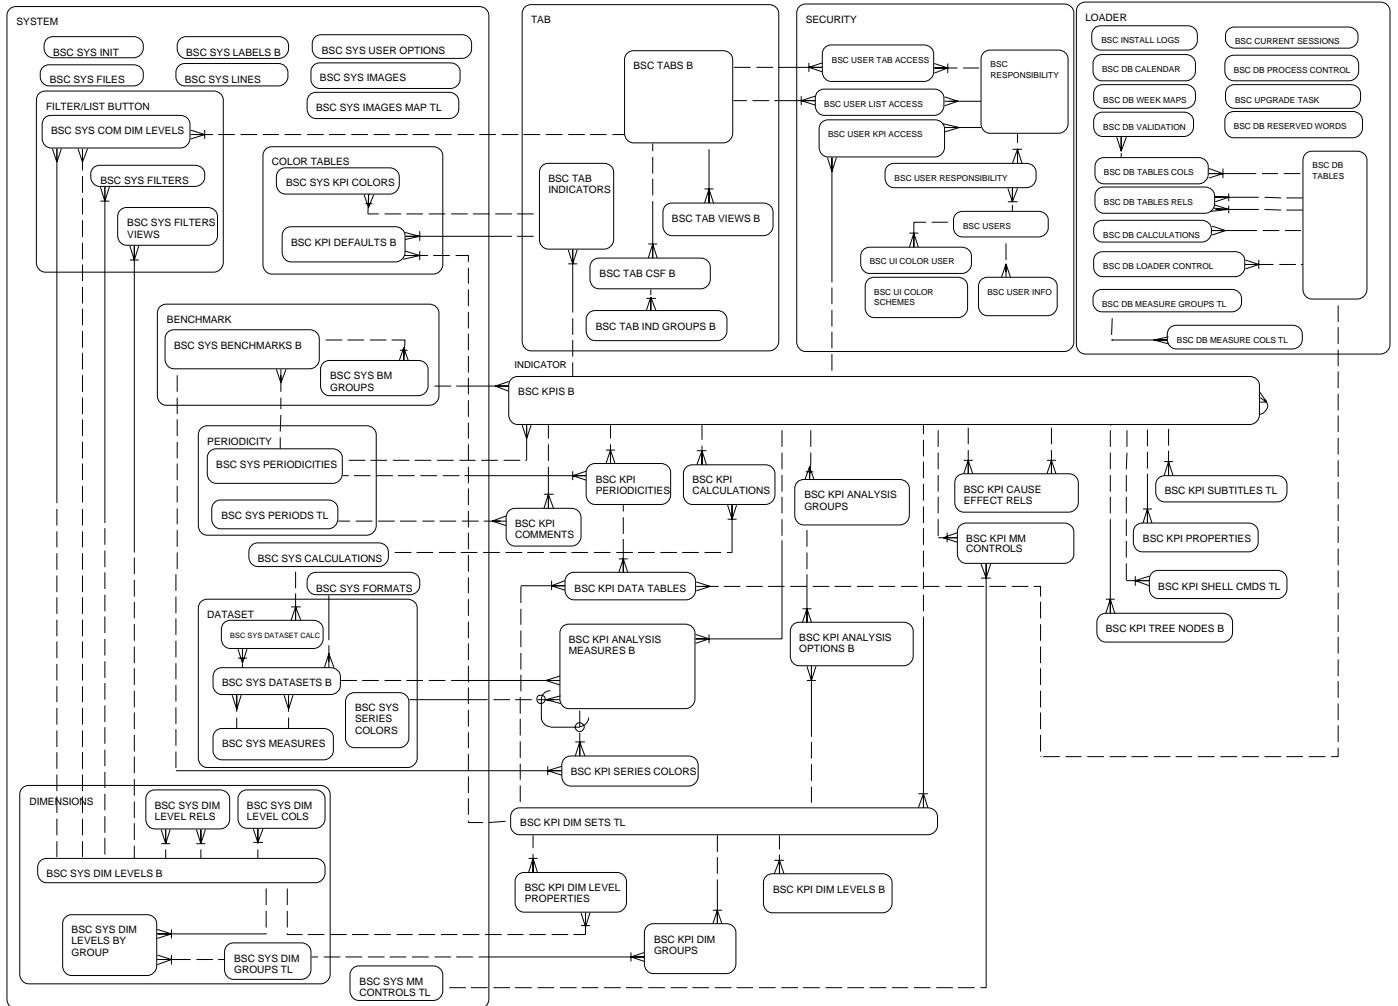 SYSTEM
BSC SYS INIT
BSC SYS LABELS B
BSC SYS USER OPTIONS
BSC SYS FILES
BSC SYS LINES
BSC SYS IMAGES
BSC SYS IMAGES MAP TL
FILTER/LIST BUTTON
BSC SYS COM DIM LEVELS
BSC SYS FILTERS
BSC SYS FILTERS
VIEWS
COLOR TABLES
BSC SYS KPI COLORS
BSC KPI DEFAULTS B
BENCHMARK
BSC SYS BENCHMARKS B
BSC SYS BM
GROUPS
PERIODICITY
BSC SYS PERIODICITIES
BSC SYS PERIODS TL
BSC SYS CALCULATIONS
BSC SYS FORMATS
DATASET
BSC SYS DATASET CALC
BSC SYS DATASETS B
BSC SYS
SERIES
COLORS
BSC SYS MEASURES
DIMENSIONS
BSC SYS DIM
LEVEL RELS
BSC SYS DIM
LEVEL COLS
BSC SYS DIM LEVELS B
BSC SYS DIM
LEVELS BY
GROUP
BSC SYS DIM
GROUPS TL
BSC SYS MM
CONTROLS TL
TAB
BSC TABS B
BSC TAB
INDICATORS
BSC TAB VIEWS B
BSC TAB CSF B
BSC TAB IND GROUPS B
SECURITY
BSC USER TAB ACCESS
BSC
RESPONSIBILITY
BSC USER LIST ACCESS
BSC USER KPI ACCESS
BSC USER RESPONSIBILITY
BSC USERS
BSC UI COLOR USER
BSC UI COLOR
SCHEMES
BSC USER INFO
LOADER
BSC INSTALL LOGS
BSC CURRENT SESSIONS
BSC DB CALENDAR
BSC DB PROCESS CONTROL
BSC DB WEEK MAPS
BSC UPGRADE TASK
BSC DB VALIDATION
BSC DB RESERVED WORDS
BSC DB TABLES COLS
BSC DB
TABLES
BSC DB TABLES RELS
BSC DB CALCULATIONS
BSC DB LOADER CONTROL
BSC DB MEASURE GROUPS TL
BSC DB MEASURE COLS TL
INDICATOR
BSC KPIS B
BSC KPI
PERIODICITIES
BSC KPI
CALCULATIONS
BSC KPI ANALYSIS
GROUPS
BSC KPI CAUSE
EFFECT RELS
BSC KPI SUBTITLES TL
BSC KPI
COMMENTS
BSC KPI MM
CONTROLS
BSC KPI PROPERTIES
BSC KPI DATA TABLES
BSC KPI SHELL CMDS TL
BSC KPI TREE NODES B
BSC KPI ANALYSIS
MEASURES B
BSC KPI ANALYSIS
OPTIONS B
BSC KPI SERIES COLORS
BSC KPI DIM SETS TL
BSC KPI DIM LEVEL
PROPERTIES
BSC KPI DIM LEVELS B
BSC KPI DIM
GROUPS